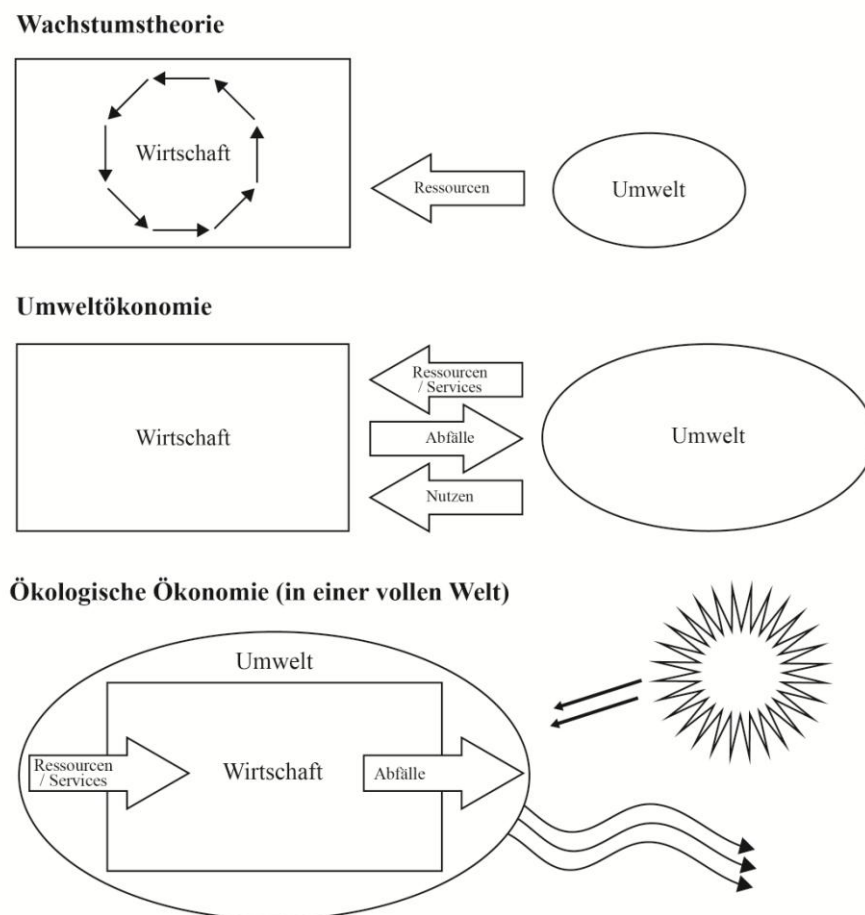 Wachstumstheorie
Wirtschaft
Ressourcen
Umwelt
Umweltökonomie
Wirtschaft
Ressourcen
/ Services
Abfälle
Nutzen
Umwelt
Ökologische Ökonomie (in einer vollen Welt)
Umwelt
Ressourcen
/ Services
Wirtschaft
Abfälle